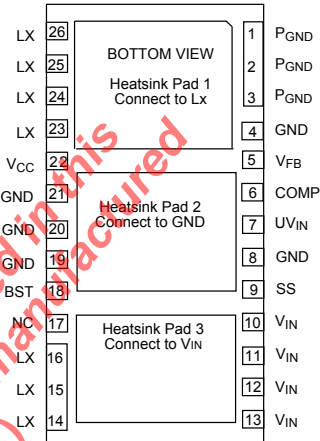 BOTTOM VIEW
Heatsink Pad 1
Connect to Lx
Heatsink Pad 2
Connect to GND
Heatsink Pad 3
Connect to VIN
LX 26
LX 25
LX 24
LX 23
VCC 22
GND 21
GND 20
GND 19
BST 18
NC 17
LX 16
LX 15
LX 14
1 PGND
2 PGND
3 PGND
4 GND
5 VFB
6 COMP
7 UVIN
8 GND
9 SS
10 VIN
11 VIN
12 VIN
13 VIN
in this
manufactured